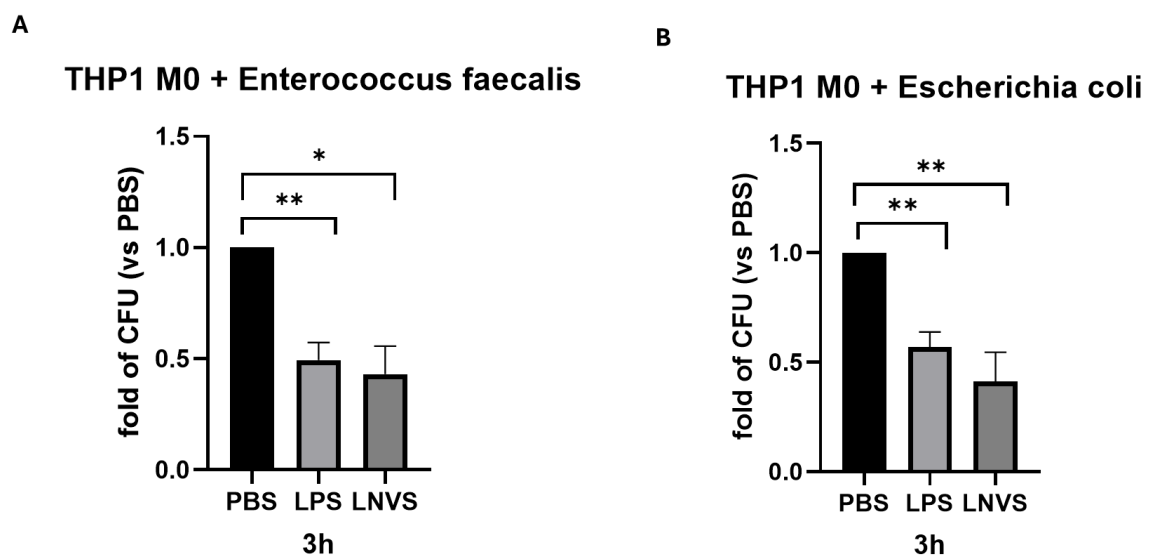 A
THP1 M0 + Enterococcus faecalis
fold of CFU (vs PBS)
1.5
1.0
0.5
0.0
*
**
PBS LPS LNVS
3h
B
THP1 M0 + Escherichia coli
fold of CFU (vs PBS)
1.5
1.0
0.5
0.0
**
**
PBS LPS LNVS
3h